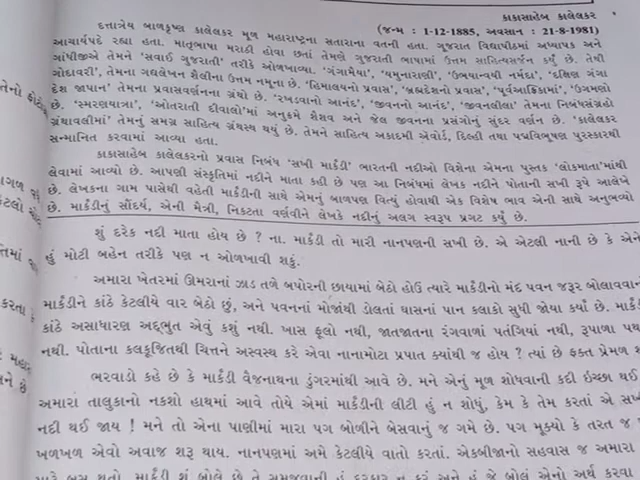 કાકાસાહેબ કાલેલકર
(જન્મ : 1-12-1885, અવસાન : 21-8-1981)
દત્તાત્રેય બાળકૃષ્ણ કાલેલકર મૂળ મહારાષ્ટ્રના સતારાના વતની હતા. ગુજરાત વિદ્યાપીઠમાં અધ્યાપક અને
આચાર્યપદે રહ્યા હતા. માતૃભાષા મરાઠી હોવા છતાં તેમણે ગુજરાતી ભાષામાં ઉત્તમ સાહિત્યસર્જન કર્યું છે. તેથી
ગાંધીજીએ તેમને 'સવાઈ ગુજરાતી' તરીકે ઓળખાવ્યા. 'ગંગામૈયા', 'યમુનારાણી', 'ઉભયાન્વયી નર્મદા', 'દક્ષિણ ગંગા
ગોદાવરી', તેમના ગદ્યલેખન શૈલીના ઉત્તમ નમૂના છે. 'હિમાલયનો પ્રવાસ', 'બ્રહ્મદેશનો પ્રવાસ', 'પૂર્વઆફ્રિકામાં', 'ઉગમણો
દેશ જાપાન' તેમના પ્રવાસવર્ણનના ગ્રંથો છે. 'રખડવાનો આનંદ', 'જીવનનો આનંદ', 'જીવનલીલા' તેમના નિબંધસંગ્રહો
છે. 'સ્મરણયાત્રા', 'ઓતરાતી દીવાલો'માં અનુક્રમે શૈશવ અને જેલ જીવનના પ્રસંગોનું સુંદર વર્ણન છે. 'કાલેલકર
ગ્રંથાવલીમાં' તેમનું સમગ્ર સાહિત્ય ગ્રંથસ્થ થયું છે. તેમને સાહિત્ય અકાદમી એવોર્ડ, દિલ્હી તથા પદ્મવિભૂષણ પુરસ્કારથી
સન્માનિત કરવામાં આવ્યા હતા.
કાકાસાહેબ કાલેલકરનો પ્રવાસ નિબંધ 'સખી માર્કંડી' ભારતની નદીઓ વિશેના એમના પુસ્તક 'લોકમાતા'માંથી
લેવામાં આવ્યો છે. આપણી સંસ્કૃતિમાં નદીને માતા કહી છે પણ આ નિબંધમાં લેખક નદીને પોતાની સખી રૂપે આલેખે
છે. લેખકના ગામ પાસેથી વહેતી માર્કંડીની સાથે એમનું બાળપણ વિત્યું હોવાથી એક વિશેષ ભાવ એની સાથે અનુભવ્યો
છે. માર્કંડીનું સૌંદર્ય, એની મૈત્રી, નિકટતા વર્ણવીને લેખકે નદીનું અલગ સ્વરૂપ પ્રગટ કર્યું છે.
શું દરેક નદી માતા હોય છે ? ના. માર્કંડી તો મારી નાનપણની સખી છે. એ એટલી નાની છે કે એને
હું મોટી બહેન તરીકે પણ ન ઓળખાવી શકું.
અમારા ખેતરમાં ઊમરાનાં ઝાડ તળે બપોરની છાયામાં બેઠો હોઉં ત્યારે માર્કંડીનો મંદ પવન જરૂર બોલાવવાનો
માર્કંડીને કાંઠે કેટલીયે વાર બેઠો છું, અને પવનનાં મોજાંથી ડોલતાં ઘાસનાં પાન કલાકો સુધી જોયા કર્યાં છે. માર્કંડી
કાંઠે અસાધારણ અદ્ભુત એવું કશું નથી. ખાસ ફૂલો નથી, જાતજાતના રંગવાળાં પતંગિયાં નથી, રૂપાળા
નથી. પોતાના કલકૂજિતથી ચિત્તને અસ્વસ્થ કરે એવા નાનામોટા પ્રપાત ક્યાંથી જ હોય ? ત્યાં છે ફક્ત પ્રેમળ
ભરવાડો કહે છે કે માર્કંડી વૈજનાથના ડુંગરમાંથી આવે છે. મને એનું મૂળ શોધવાની કદી ઇચ્છા થઈ
અમારાં તાલુકાનો નકશો હાથમાં આવે તોયે એમાં માર્કંડીની લીટી હું ન શોધું, કેમ કે તેમ કરતાં એ
નદી થઈ જાય ! મને તો એના પાણીમાં મારા પગ બોળીને બેસવાનું જ ગમે છે. પગ મૂક્યો કે તરત જ
ખળખળ એવો અવાજ શરૂ થાય. નાનપણમાં અમે કેટલીયે વાતો કરતાં. એકબીજાનો સહવાસ જ અમારા